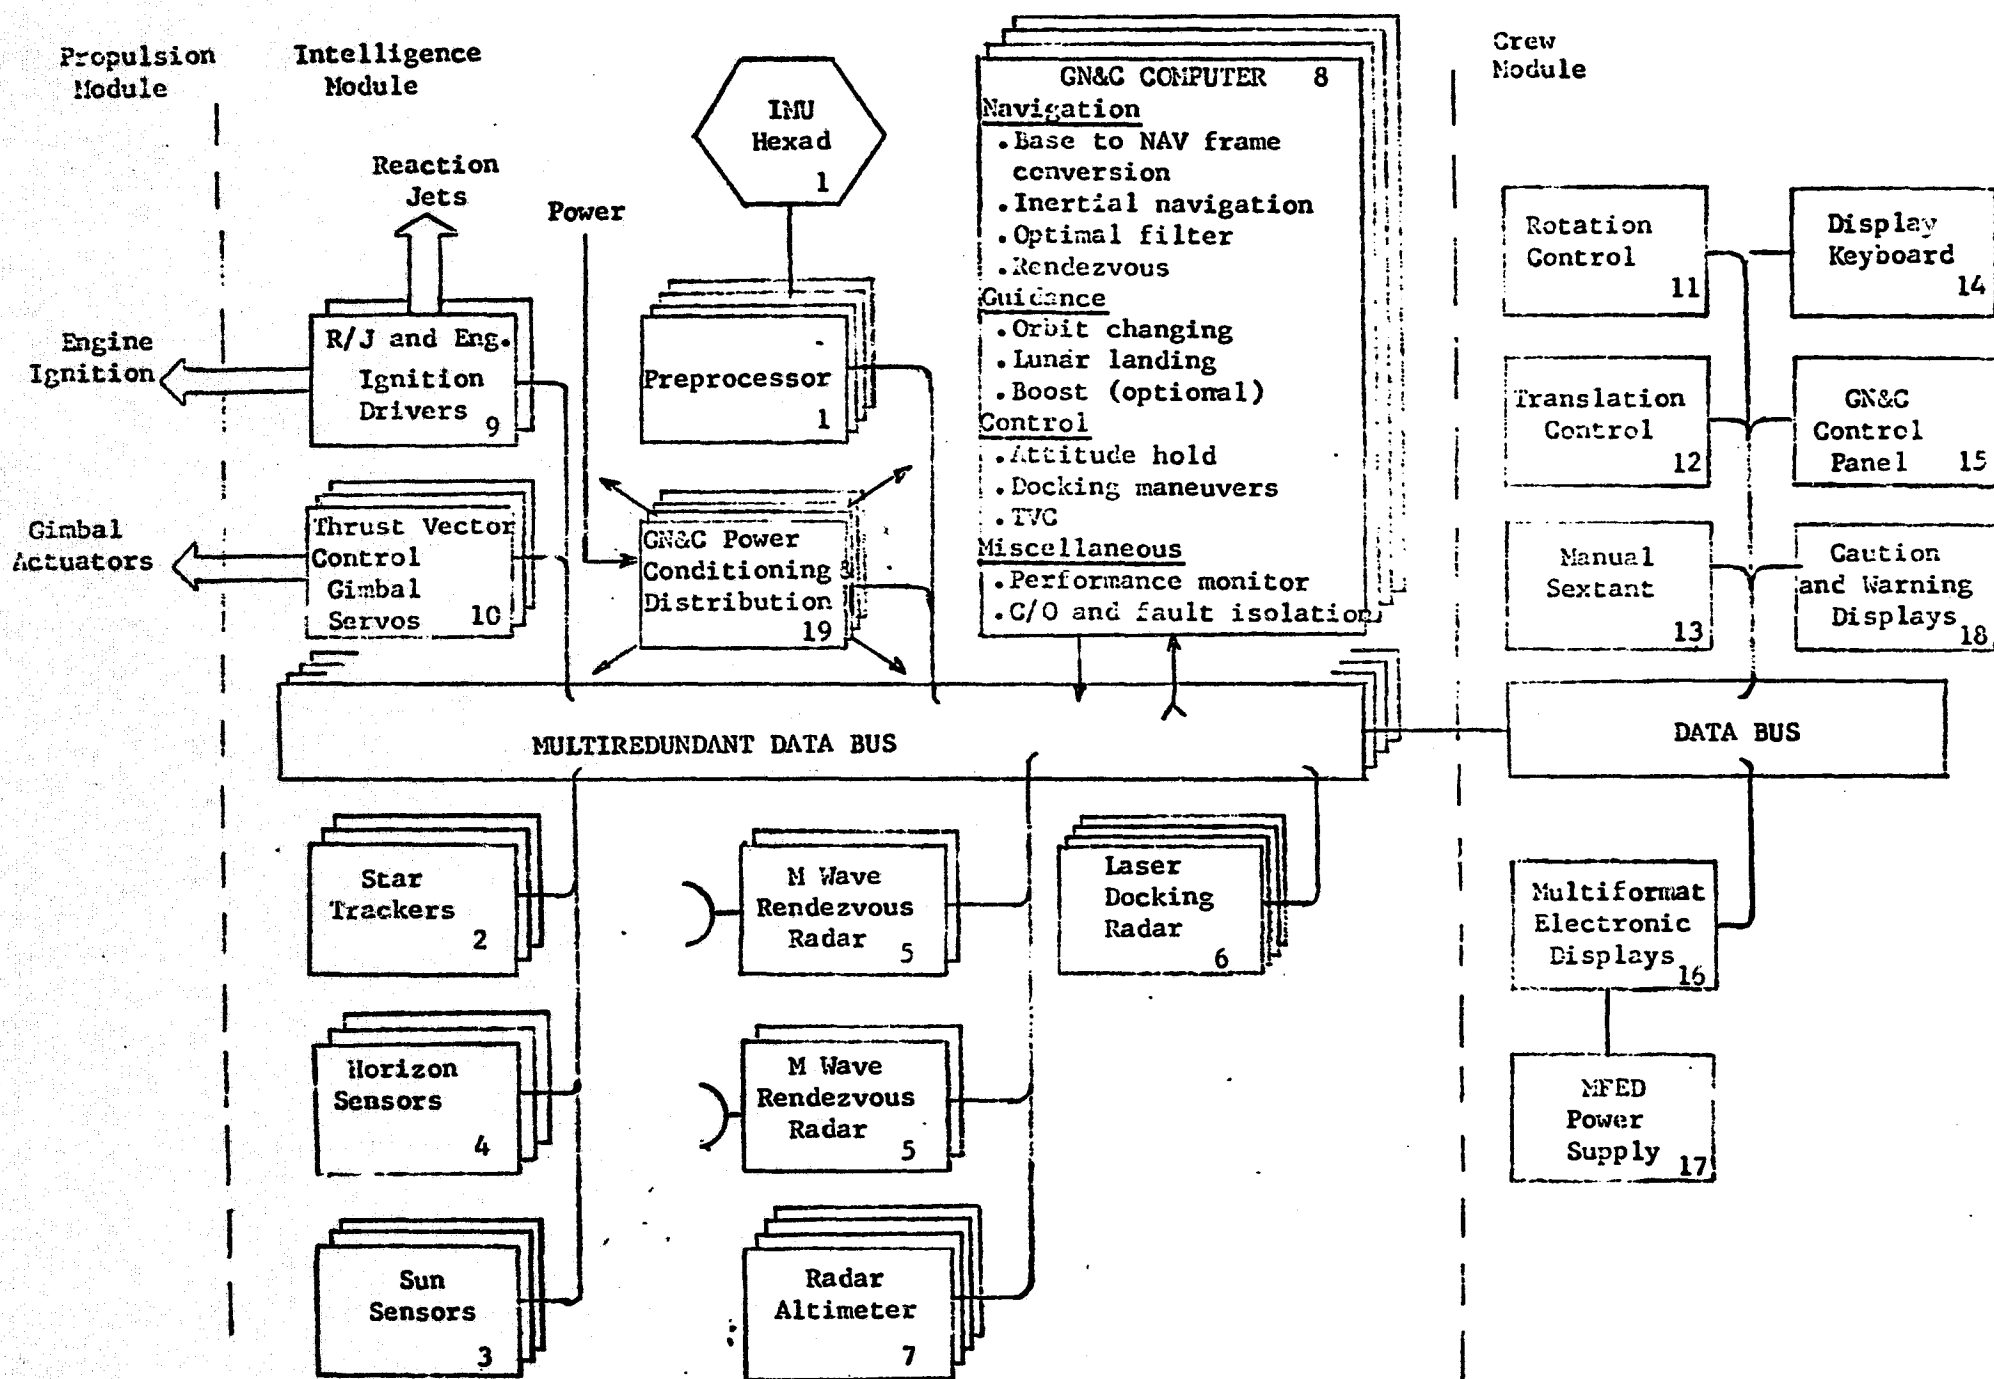 Propulsion
Module
Intelligence
Module
Crew
Module
Reaction
Jets
Power
IMU
Hexad
1
GN&C COMPUTER 8
Navigation
.Base to NAV frame
conversion
.Inertial navigation
.Optimal filter
.Rendezvous
Guidance
.Orbit changing
.Lunar landing
.Boost (optional)
Control
.Attitude hold
.Docking maneuvers
.TVC
Miscellaneous
.Performance monitor
.C/O and fault isolation
Engine
Ignition
R/J and Eng.
Ignition
Drivers
9
Preprocessor
1
Gimbal
Actuators
Thrust Vector
Control
Gimbal
Servos
10
GN&C Power
Conditioning &
Distribution
19
Rotation
Control
11
Display
Keyboard
14
Translation
Control
12
GN&C
Control
Panel 15
Manual
Sextant
13
Caution
and Warning
Displays
18
MULTIREDUNDANT DATA BUS
DATA BUS
Star
Trackers
2
M Wave
Rendezvous
Radar
5
Laser
Docking
Radar
6
Multiformat
Electronic
Displays
16
Horizon
Sensors
4
M Wave
Rendezvous
Radar
5
MFED
Power
Supply
17
Sun
Sensors
3
Radar
Altimeter
7